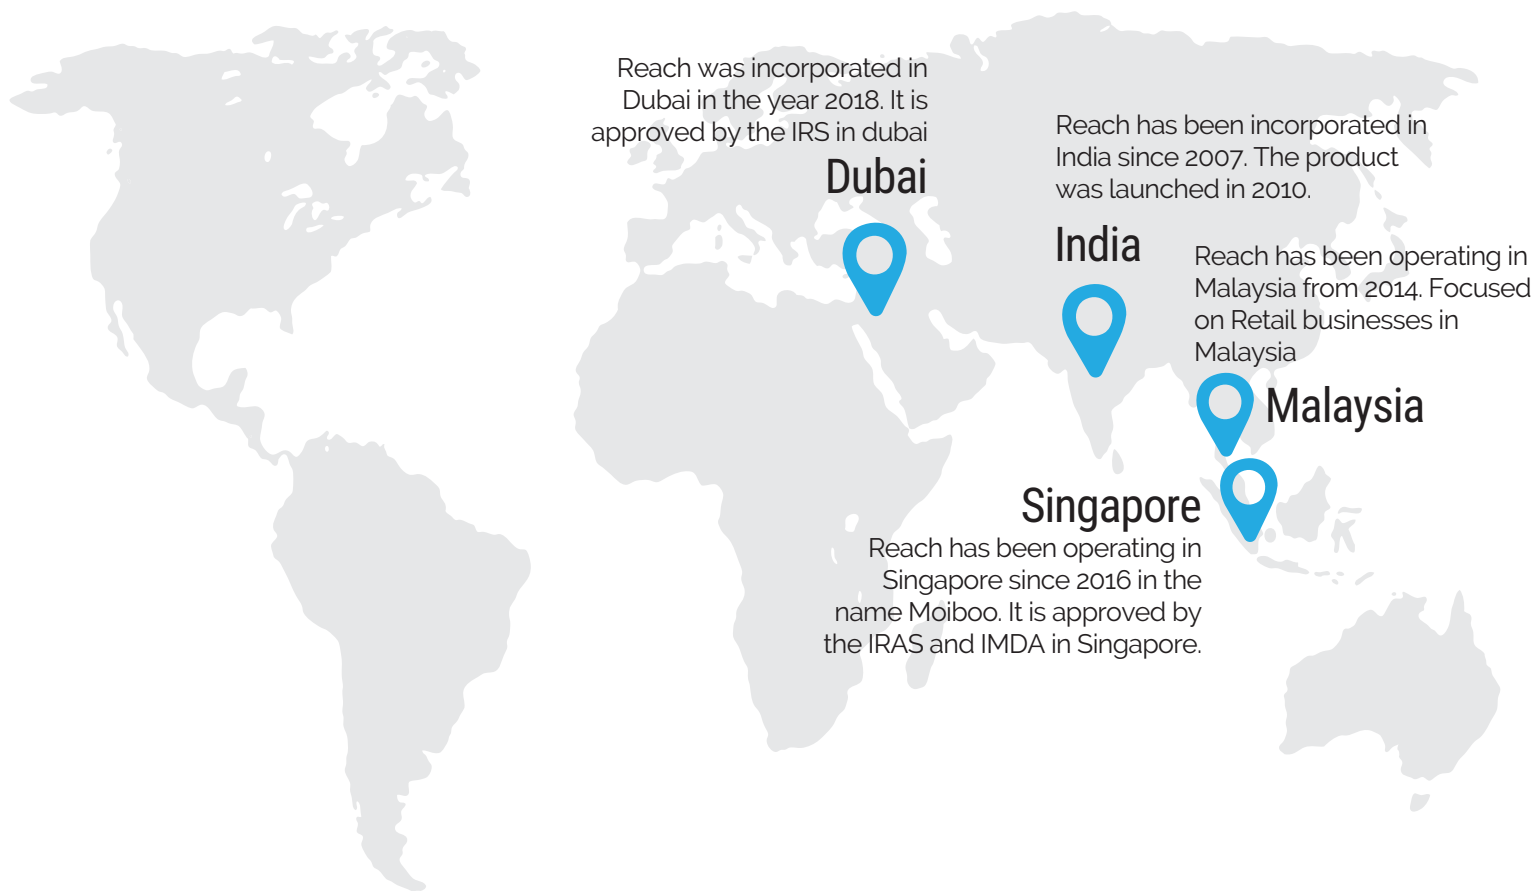 Reach was incorporated in
Dubai in the year 2018. It is
approved by the IRS in dubai
Dubai
Reach has been incorporated in
India since 2007. The product
was launched in 2010.
India
Reach has been operating in
Malaysia from 2014. Focused
on Retail businesses in
Malaysia
Malaysia
Singapore
Reach has been operating in
Singapore since 2016 in the
name Moiboo. It is approved by
the IRAS and IMDA in Singapore.